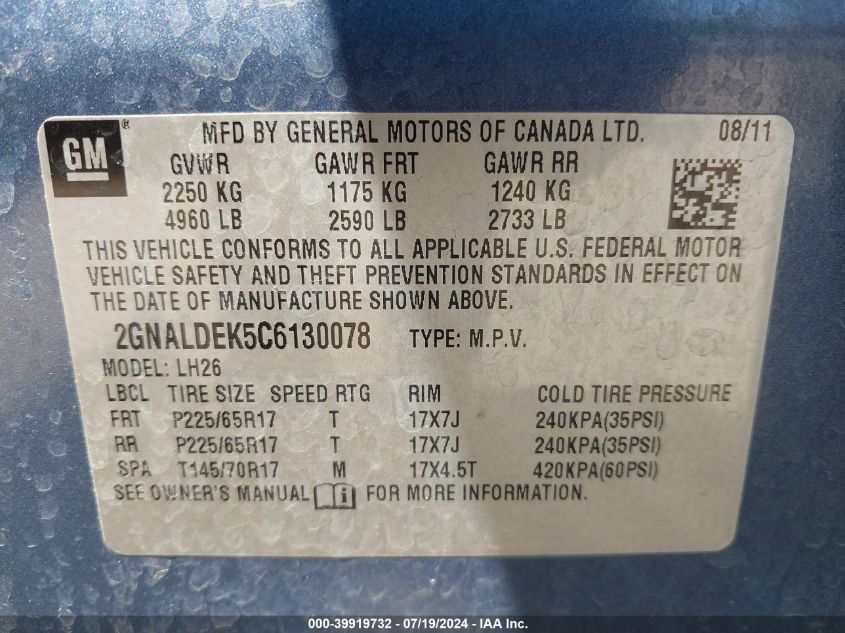 GM® MFD BY GENERAL MOTORS OF CANADA LTD. 08/11
GVWR GAWR FRT GAWR RR
2250 KG 1175 KG 1240 KG
4960 LB 2590 LB 2733 LB
THIS VEHICLE CONFORMS TO ALL APPLICABLE U.S. FEDERAL MOTOR
VEHICLE SAFETY AND THEFT PREVENTION STANDARDS IN EFFECT ON
THE DATE OF MANUFACTURE SHOWN ABOVE.
2GNALDEK5C6130078 TYPE: M.P.V.
MODEL: LH26
LBCL TIRE SIZE SPEED RTG RIM COLD TIRE PRESSURE
FRT P225/65R17 T 17X7J 240KPA(35PSI)
RR P225/65R17 T 17X7J 240KPA(35PSI)
SPA T145/70R17 M 17X4.5T 420KPA(60PSI)
SEE OWNER'S MANUAL FOR MORE INFORMATION.
000-39919732 - 07/19/2024 - IAA Inc.